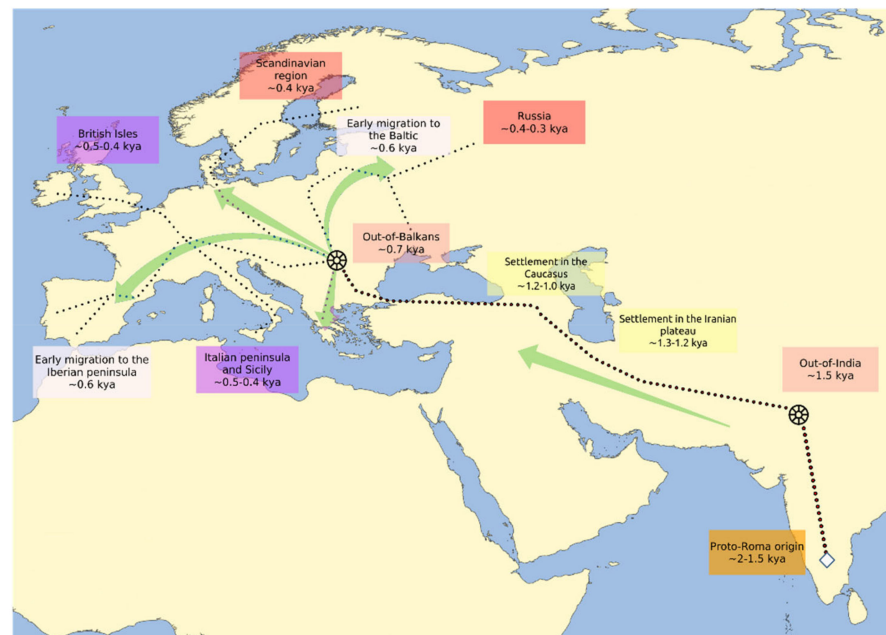 Scandinavian
region
~0.4 kya
British Isles
~0.5-0.4 kya
Early migration to
the Baltic
~0.6 kya
Russia
~0.4-0.3 kya
Out-of-Balkans
~0.7 kya
Settlement in the
Caucasus
~1.2-1.0 kya
Settlement in the Iranian
plateau
~1.3-1.2 kya
Early migration to the
Iberian peninsula
~0.6 kya
Italian peninsula
and Sicily
~0.5-0.4 kya
Out-of-India
~1.5 kya
Proto-Roma origin
~2-1.5 kya